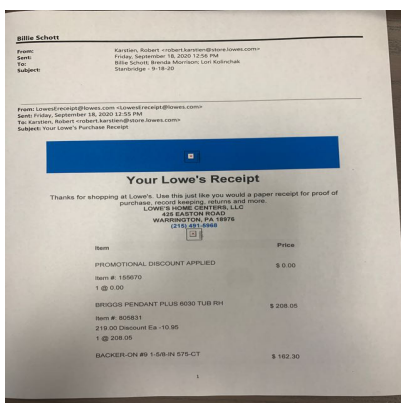 Billie Schott
From: Karstien, Robert <robert.karstien@store.lowes.com>
Sent: Friday, September 18, 2020 12:56 PM
To: Billie Schott; Brenda Morrison; Lori Kolinchak
Subject: Stanbridge - 9-18-20
From: LowesEreceipt@lowes.com <LowesEreceipt@lowes.com>
Sent: Friday, September 18, 2020 12:55 PM
To: Karstien, Robert <robert.karstien@store.lowes.com>
Subject: Your Lowe's Purchase Receipt
Your Lowe's Receipt
Thanks for shopping at Lowe's. Use this just like you would a paper receipt for proof of
purchase, record keeping, returns and more.
LOWE'S HOME CENTERS, LLC
426 EASTON ROAD
WARRINGTON, PA 18976
(215) 491-5968
Item Price
PROMOTIONAL DISCOUNT APPLIED $ 0.00
Item #: 155670
1 @ 0.00
BRIGGS PENDANT PLUS 6030 TUB RH $ 208.05
Item #: 805831
219.00 Discount Ea -10.95
1 @ 208.05
BACKER-ON #9 1-5/8-IN 575-CT $ 162.30
1